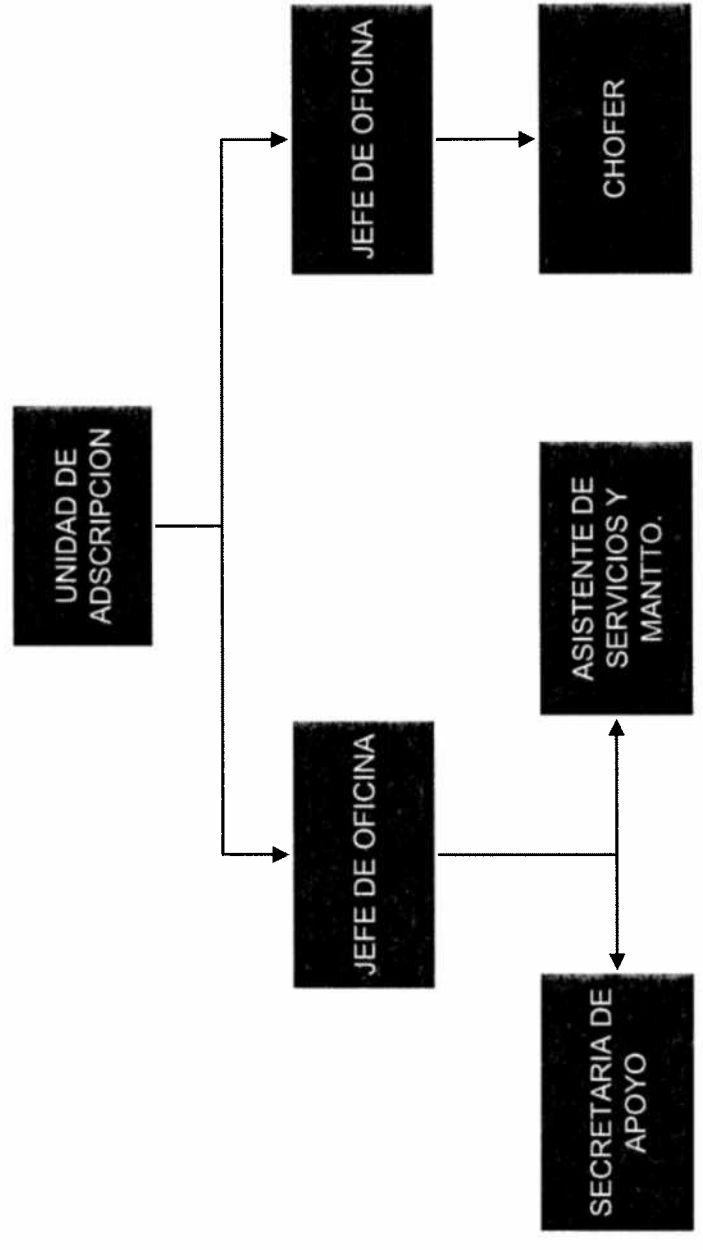 UNIDAD DE
ADSCRIPCION
JEFE DE OFICINA
JEFE DE OFICINA
SECRETARIA DE
APOYO
ASISTENTE DE
SERVICIOS Y
MANTTO.
CHOFER